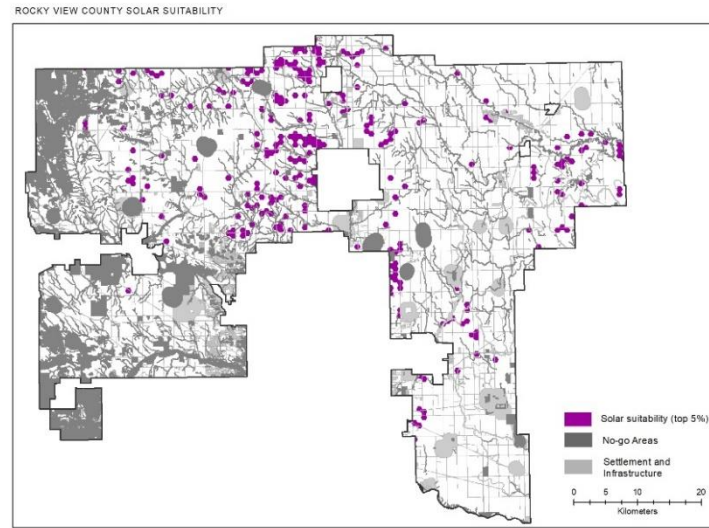 ROCKY VIEW COUNTY SOLAR SUITABILITY
Solar suitability (top 5%)
No-go Areas
Settlement and
Infrastructure
0 5 10 20
Kilometers